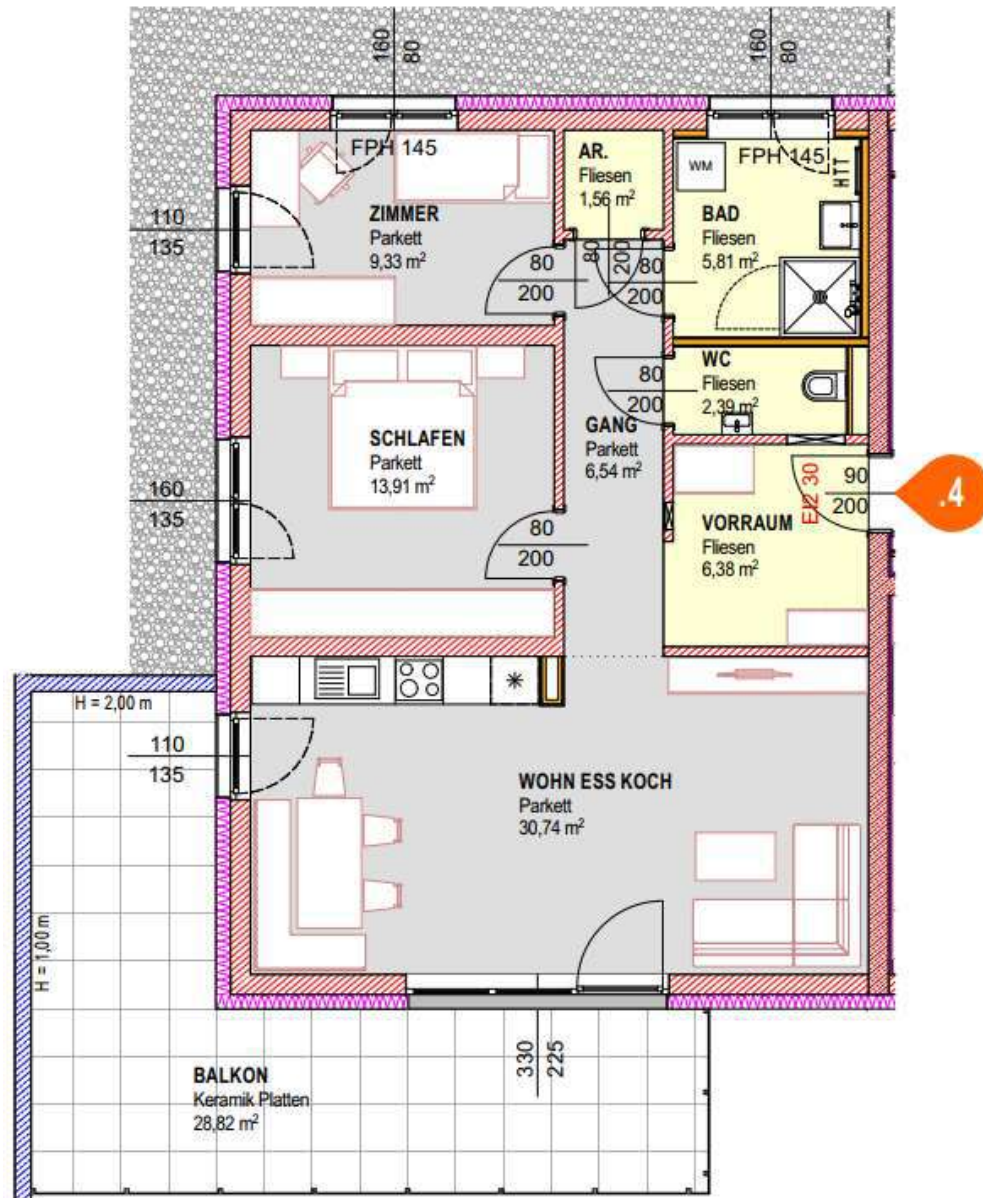 160
80
160
80
FPH 145
AR.
Fliesen
1,56 m²
WM
FPH 145
HTT
110
135
ZIMMER
Parkett
9,33 m²
BAD
Fliesen
5,81 m²
80
200
80
200
80
200
WC
Fliesen
2,39 m²
80
200
GANG
Parkett
6,54 m²
SCHLAFEN
Parkett
13,91 m²
160
135
EI2 30
90
200
.4
VORRAUM
Fliesen
6,38 m²
80
200
H = 2,00 m
110
135
WOHN ESS KOCH
Parkett
30,74 m²
H = 1,00 m
330
225
BALKON
Keramik Platten
28,82 m²